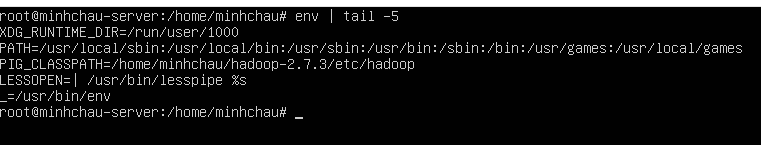 root@minhchau-server:/home/minhchau# env | tail -5
XDG_RUNTIME_DIR=/run/user/1000
PATH=/usr/local/sbin:/usr/local/bin:/usr/sbin:/usr/bin:/sbin:/bin:/usr/games:/usr/local/games
PIG_CLASSPATH=/home/minhchau/hadoop-2.7.3/etc/hadoop
LESSOPEN=| /usr/bin/lesspipe %s
_=/usr/bin/env
root@minhchau-server:/home/minhchau# _